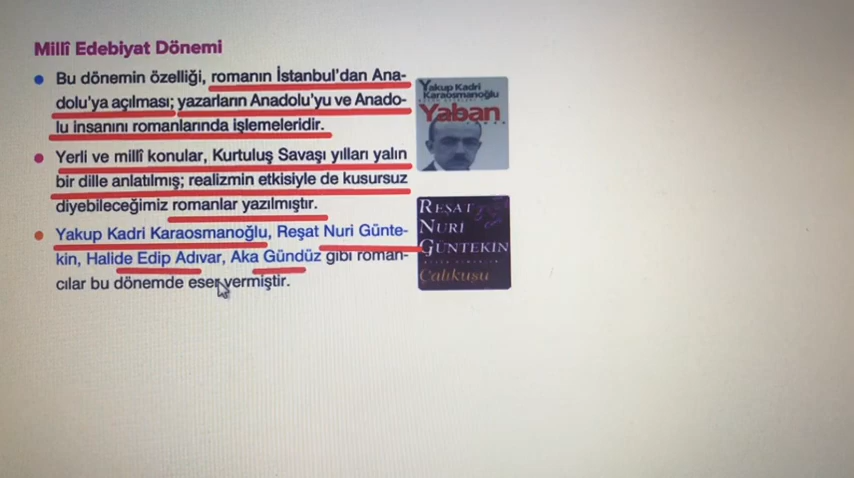 Millî Edebiyat Dönemi
Bu dönemin özelliği, romanın İstanbul'dan Ana-
dolu'ya açılması; yazarların Anadolu'yu ve Anado-
lu insanını romanlarında işlemeleridir.
Yerli ve millî konular, Kurtuluş Savaşı yılları yalın
bir dille anlatılmış; realizmin etkisiyle de kusursuz
diyebileceğimiz romanlar yazılmıştır.
Yakup Kadri Karaosmanoğlu, Reşat Nuri Günte-
kin, Halide Edip Adıvar, Aka Gündüz gibi roman-
cılar bu dönemde eser vermiştir.
Yakup Kadri
Karaosmanoğlu
Yaban
REŞAT
NURİ
GÜNTEKİN
Çalıkuşu